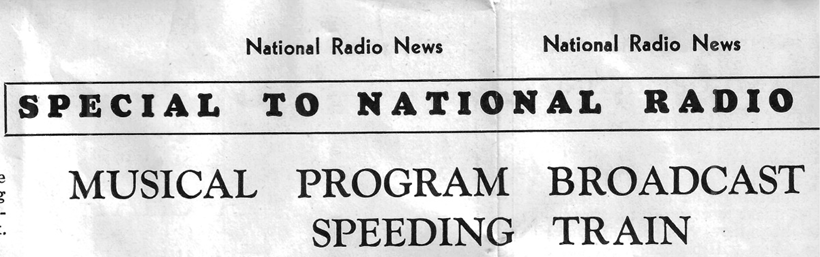 National Radio News National Radio News
SPECIAL TO NATIONAL RADIO
MUSICAL PROGRAM BROADCAST
SPEEDING TRAIN